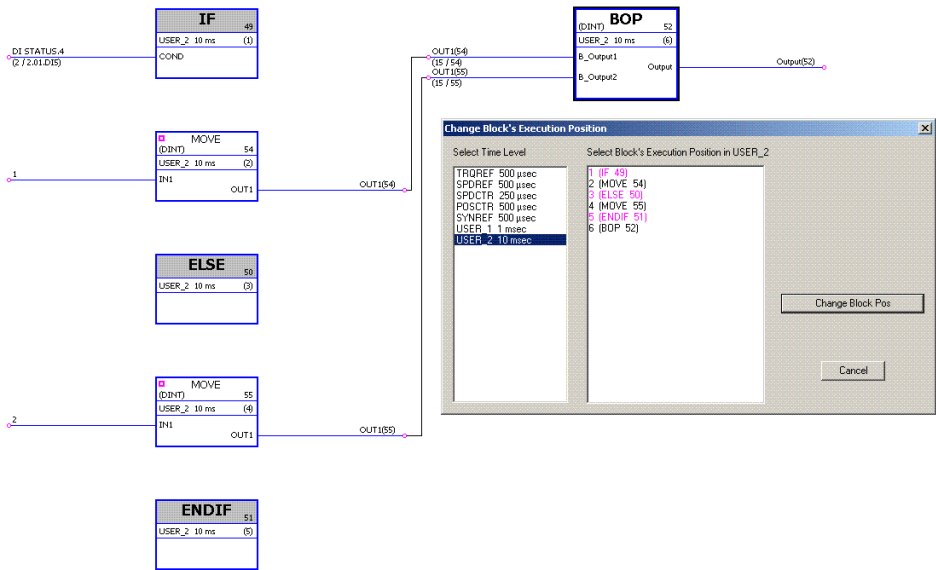 IF
49
USER_2 10 ms (1)
DI STATUS.4
(2 / 2.01.DI5)
COND
MOVE
(DINT) 54
USER_2 10 ms (2)
1
IN1
OUT1
OUT1(54)
ELSE
50
USER_2 10 ms (3)
MOVE
(DINT) 55
USER_2 10 ms (4)
2
IN1
OUT1
OUT1(55)
ENDIF
51
USER_2 10 ms (5)
BOP
(DINT) 52
USER_2 10 ms (6)
OUT1(54)
(15 / 54)
B_Output1
OUT1(55)
(15 / 55)
B_Output2
Output
Output(52)
Change Block's Execution Position
Select Time Level
TRQREF 500 µsec
SPDREF 500 µsec
SPDCTR 250 µsec
POSCTR 500 µsec
SYNREF 500 µsec
USER_1 1 msec
USER_2 10 msec
Select Block's Execution Position in USER_2
1 (IF 49)
2 (MOVE 54)
3 (ELSE 50)
4 (MOVE 55)
5 (ENDIF 51)
6 (BOP 52)
Change Block Pos
Cancel